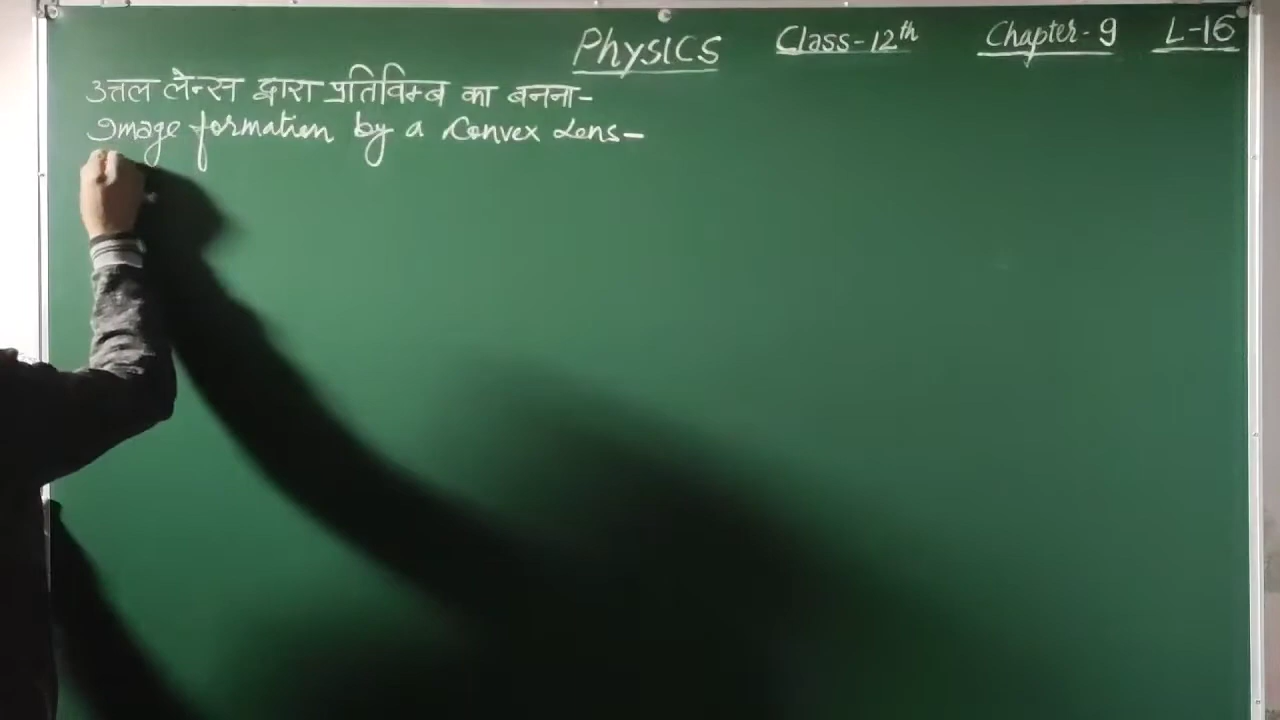 Physics Class-12th Chapter-9 L-16
उत्तल लेन्स द्वारा प्रतिविम्ब का बनना-
Image formation by a Convex Lens-